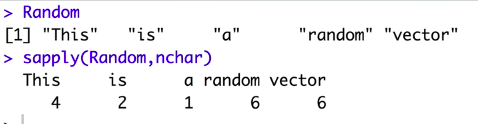 > Random
[1] "This" "is" "a" "random" "vector"
> sapply(Random,nchar)
This is a random vector
4 2 1 6 6